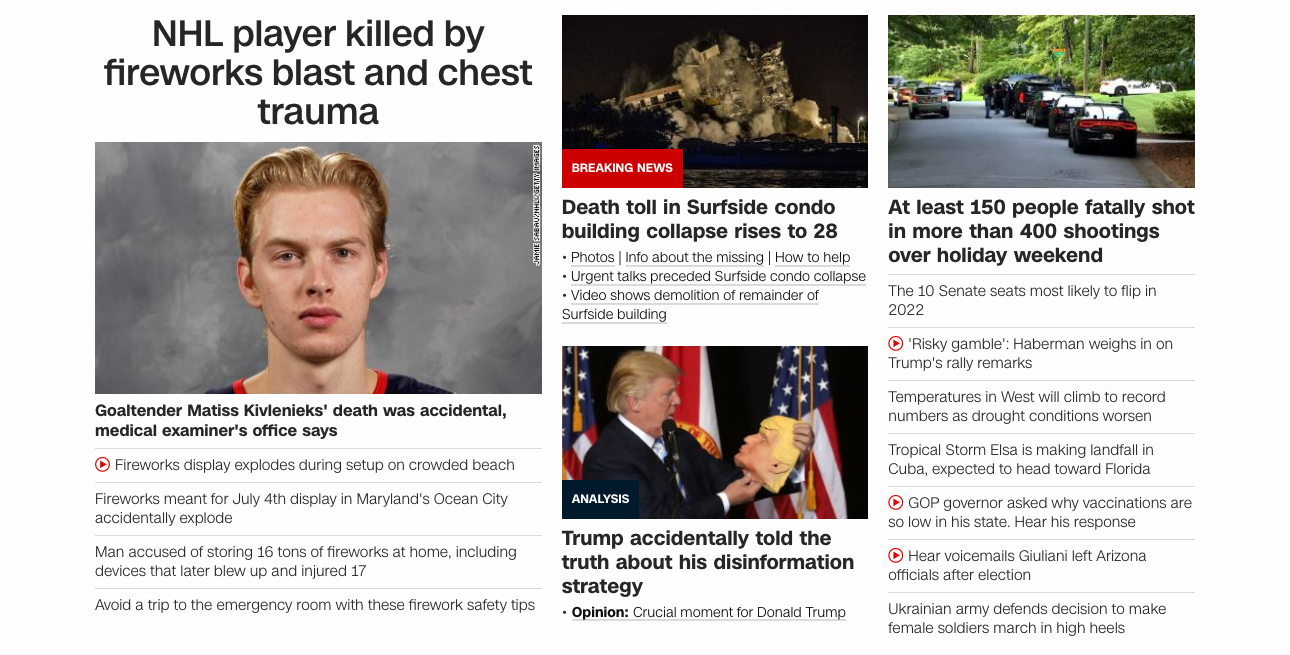 NHL player killed by
fireworks blast and chest
trauma
JAMIE SABAU/NHLI/GETTY IMAGES
Goaltender Matiss Kivlenieks' death was accidental,
medical examiner's office says
Fireworks display explodes during setup on crowded beach
Fireworks meant for July 4th display in Maryland's Ocean City
accidentally explode
Man accused of storing 16 tons of fireworks at home, including
devices that later blew up and injured 17
Avoid a trip to the emergency room with these firework safety tips
BREAKING NEWS
Death toll in Surfside condo
building collapse rises to 28
• Photos | Info about the missing | How to help
• Urgent talks preceded Surfside condo collapse
• Video shows demolition of remainder of
Surfside building
ANALYSIS
Trump accidentally told the
truth about his disinformation
strategy
• Opinion: Crucial moment for Donald Trump
At least 150 people fatally shot
in more than 400 shootings
over holiday weekend
The 10 Senate seats most likely to flip in
2022
'Risky gamble': Haberman weighs in on
Trump's rally remarks
Temperatures in West will climb to record
numbers as drought conditions worsen
Tropical Storm Elsa is making landfall in
Cuba, expected to head toward Florida
GOP governor asked why vaccinations are
so low in his state. Hear his response
Hear voicemails Giuliani left Arizona
officials after election
Ukrainian army defends decision to make
female soldiers march in high heels